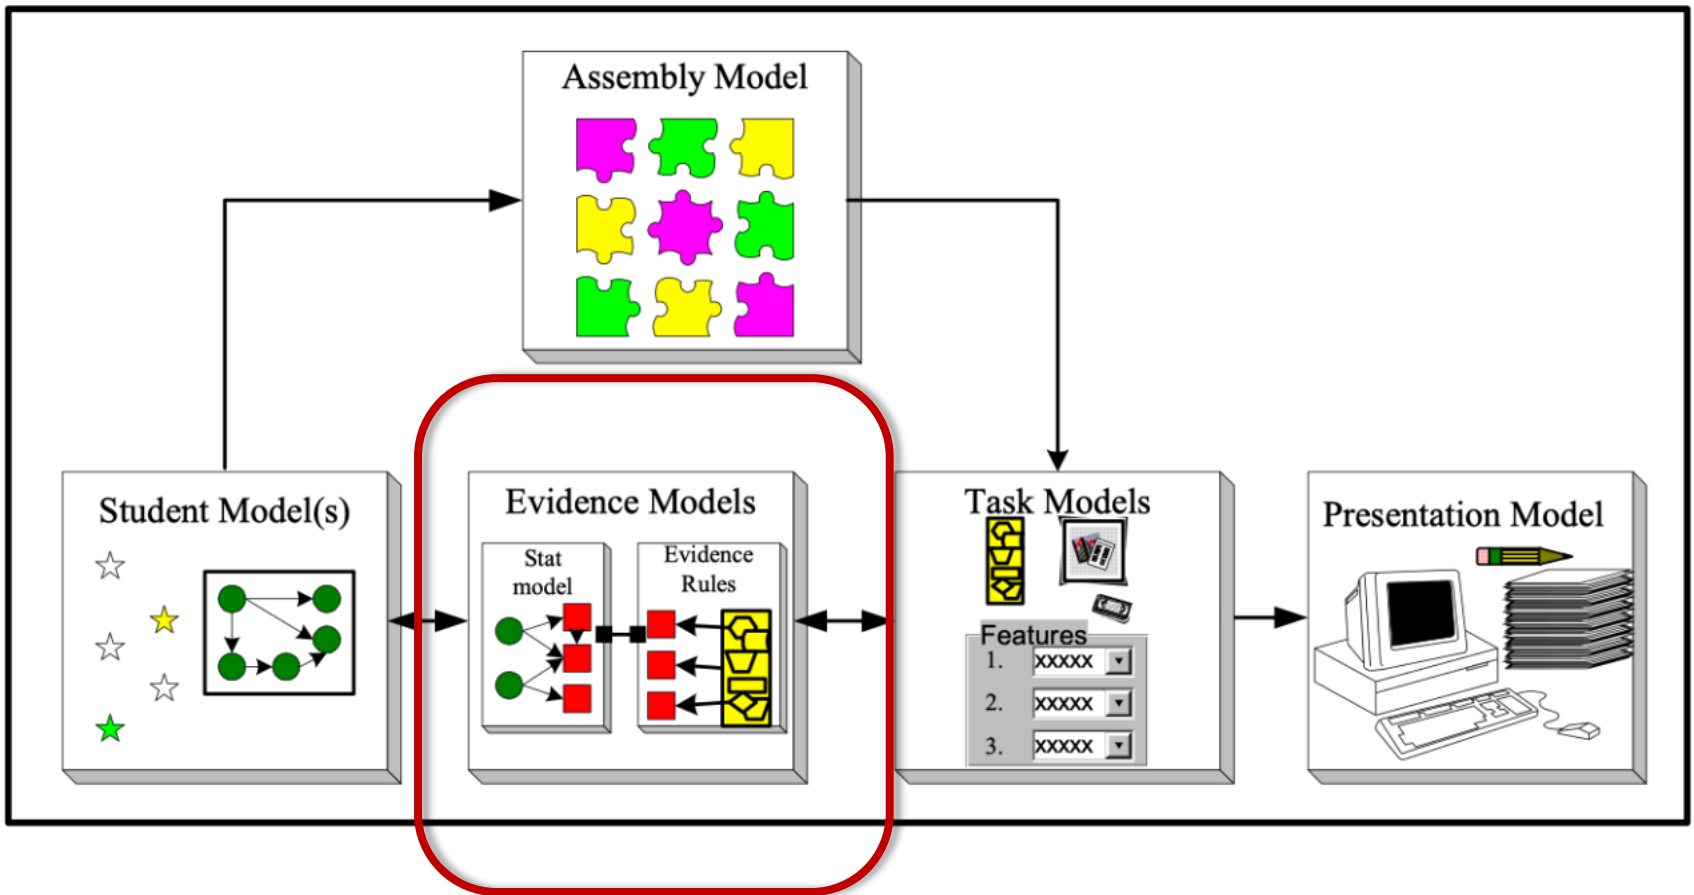 Assembly Model
Student Model(s)
Evidence Models
Stat
model
Evidence
Rules
Task Models
Features
1. xxxxx
2. xxxxx
3. xxxxx
Presentation Model